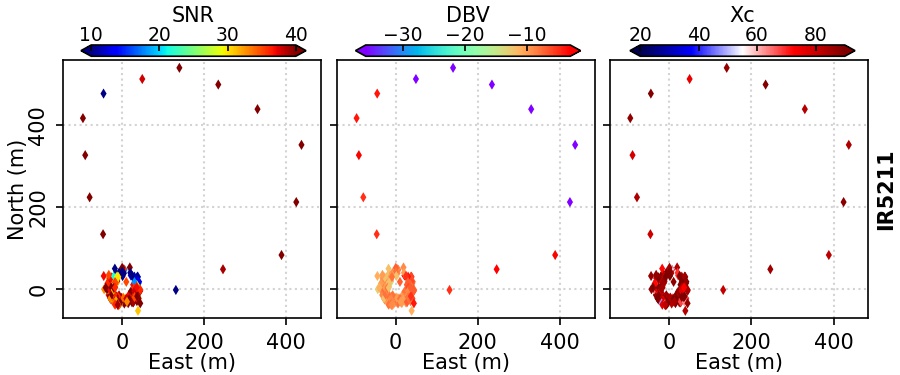 SNR
DBV
Xc
10 20 30 40
−30 −20 −10
20 40 60 80
North (m)
400
200
0
IR5211
0 200 400
0 200 400
0 200 400
East (m)
East (m)
East (m)